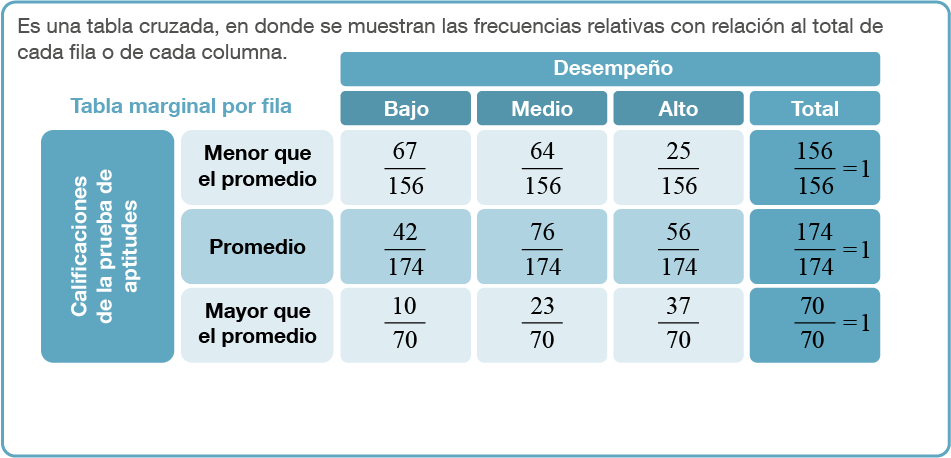 Es una tabla cruzada, en donde se muestran las frecuencias relativas con relación al total de
cada fila o de cada columna.
Desempeño
Tabla marginal por fila
Bajo Medio Alto Total
Calificaciones
de la prueba de
aptitudes
Menor que
el promedio
67/156 64/156 25/156 156/156 = 1
Promedio
42/174 76/174 56/174 174/174 = 1
Mayor que
el promedio
10/70 23/70 37/70 70/70 = 1